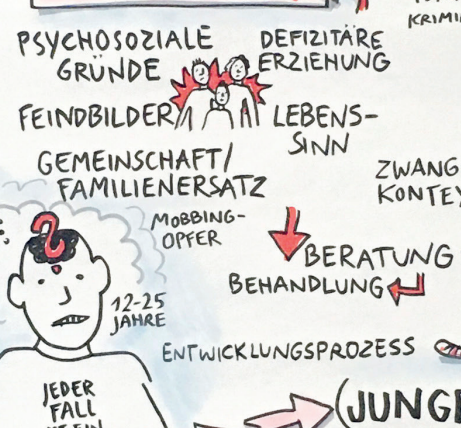 PSYCHOSOZIALE
GRÜNDE
DEFIZITÄRE
ERZIEHUNG
FEINDBILDER
LEBENS-
SINN
GEMEINSCHAFT/
FAMILIENERSATZ
ZWANG
MOBBING-
OPFER
BERATUNG
BEHANDLUNG
12-25
JAHRE
ENTWICKLUNGSPROZESS
JEDER
FALL
(JUNG